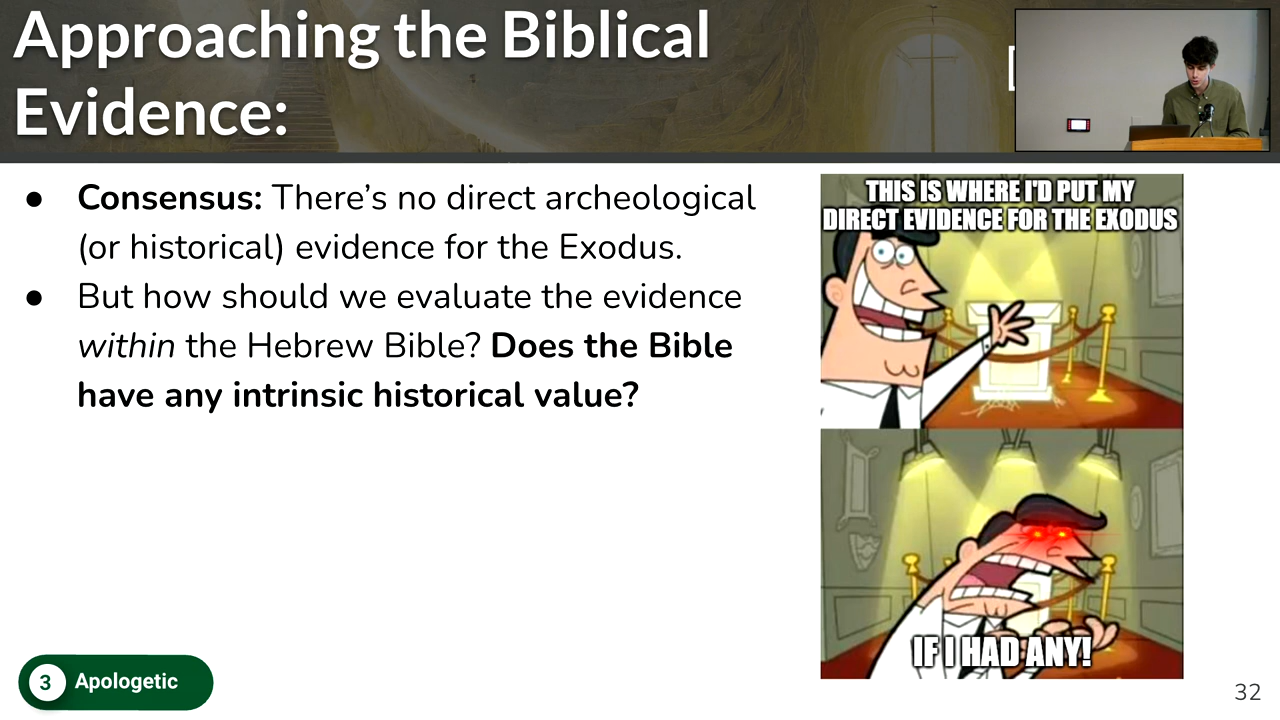 Approaching the Biblical
Evidence:
● Consensus: There’s no direct archeological
(or historical) evidence for the Exodus.
● But how should we evaluate the evidence
within the Hebrew Bible? Does the Bible
have any intrinsic historical value?
THIS IS WHERE I'D PUT MY
DIRECT EVIDENCE FOR THE EXODUS
IF I HAD ANY!
3 Apologetic
32